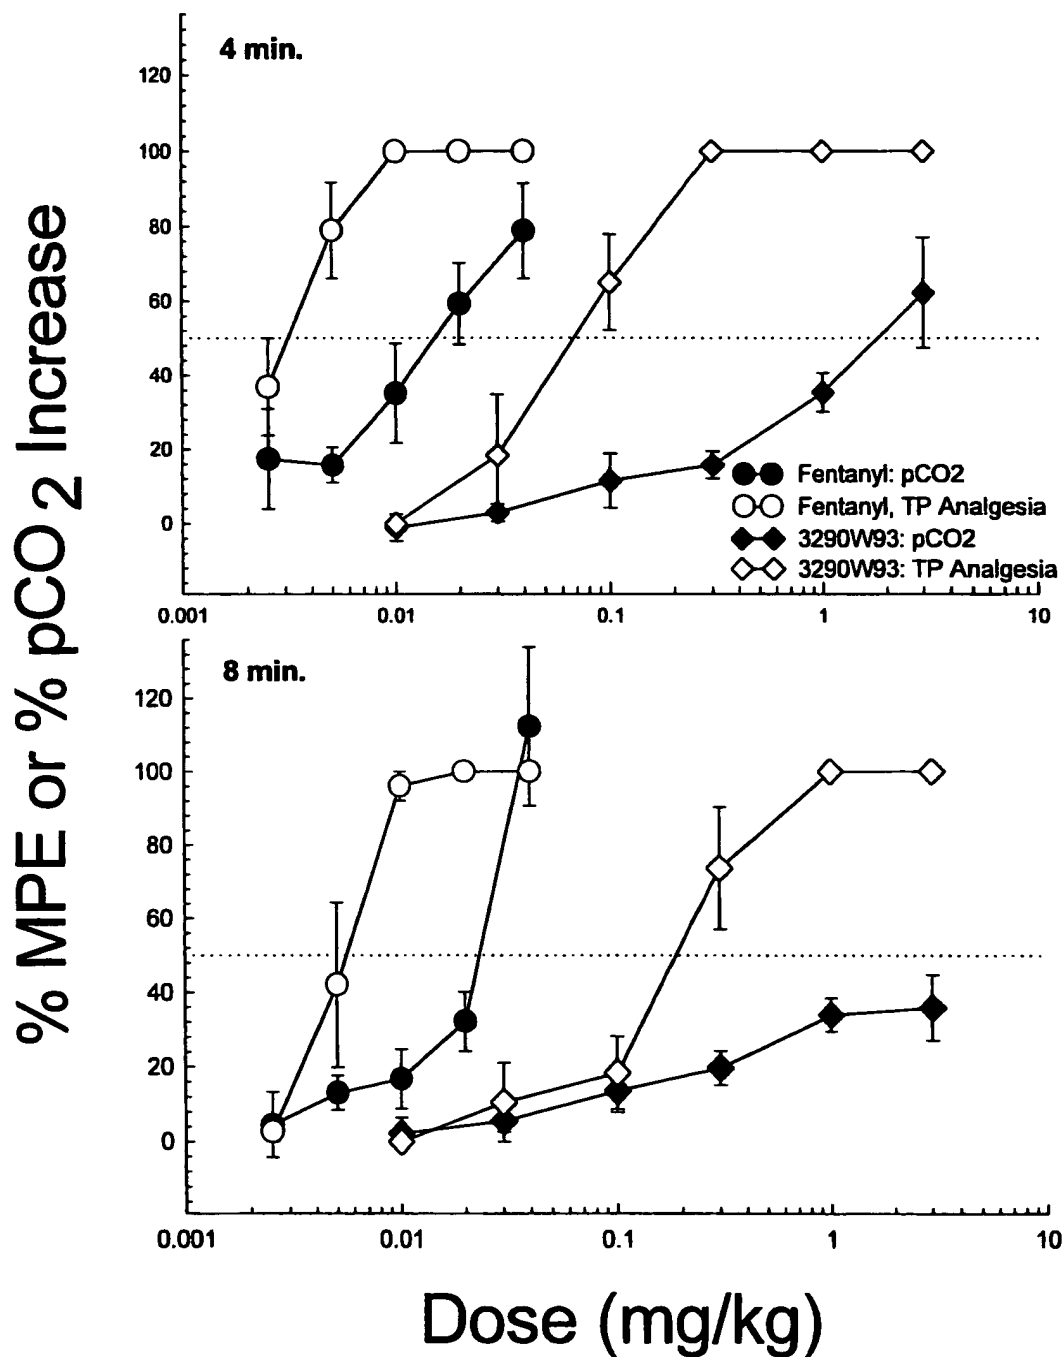 % MPE or % pCO2 Increase
4 min.
120
100
80
60
40
20
0
Fentanyl: pCO2
Fentanyl, TP Analgesia
3290W93: pCO2
3290W93: TP Analgesia
0.001 0.01 0.1 1 10
8 min.
120
100
80
60
40
20
0
0.001 0.01 0.1 1 10
Dose (mg/kg)